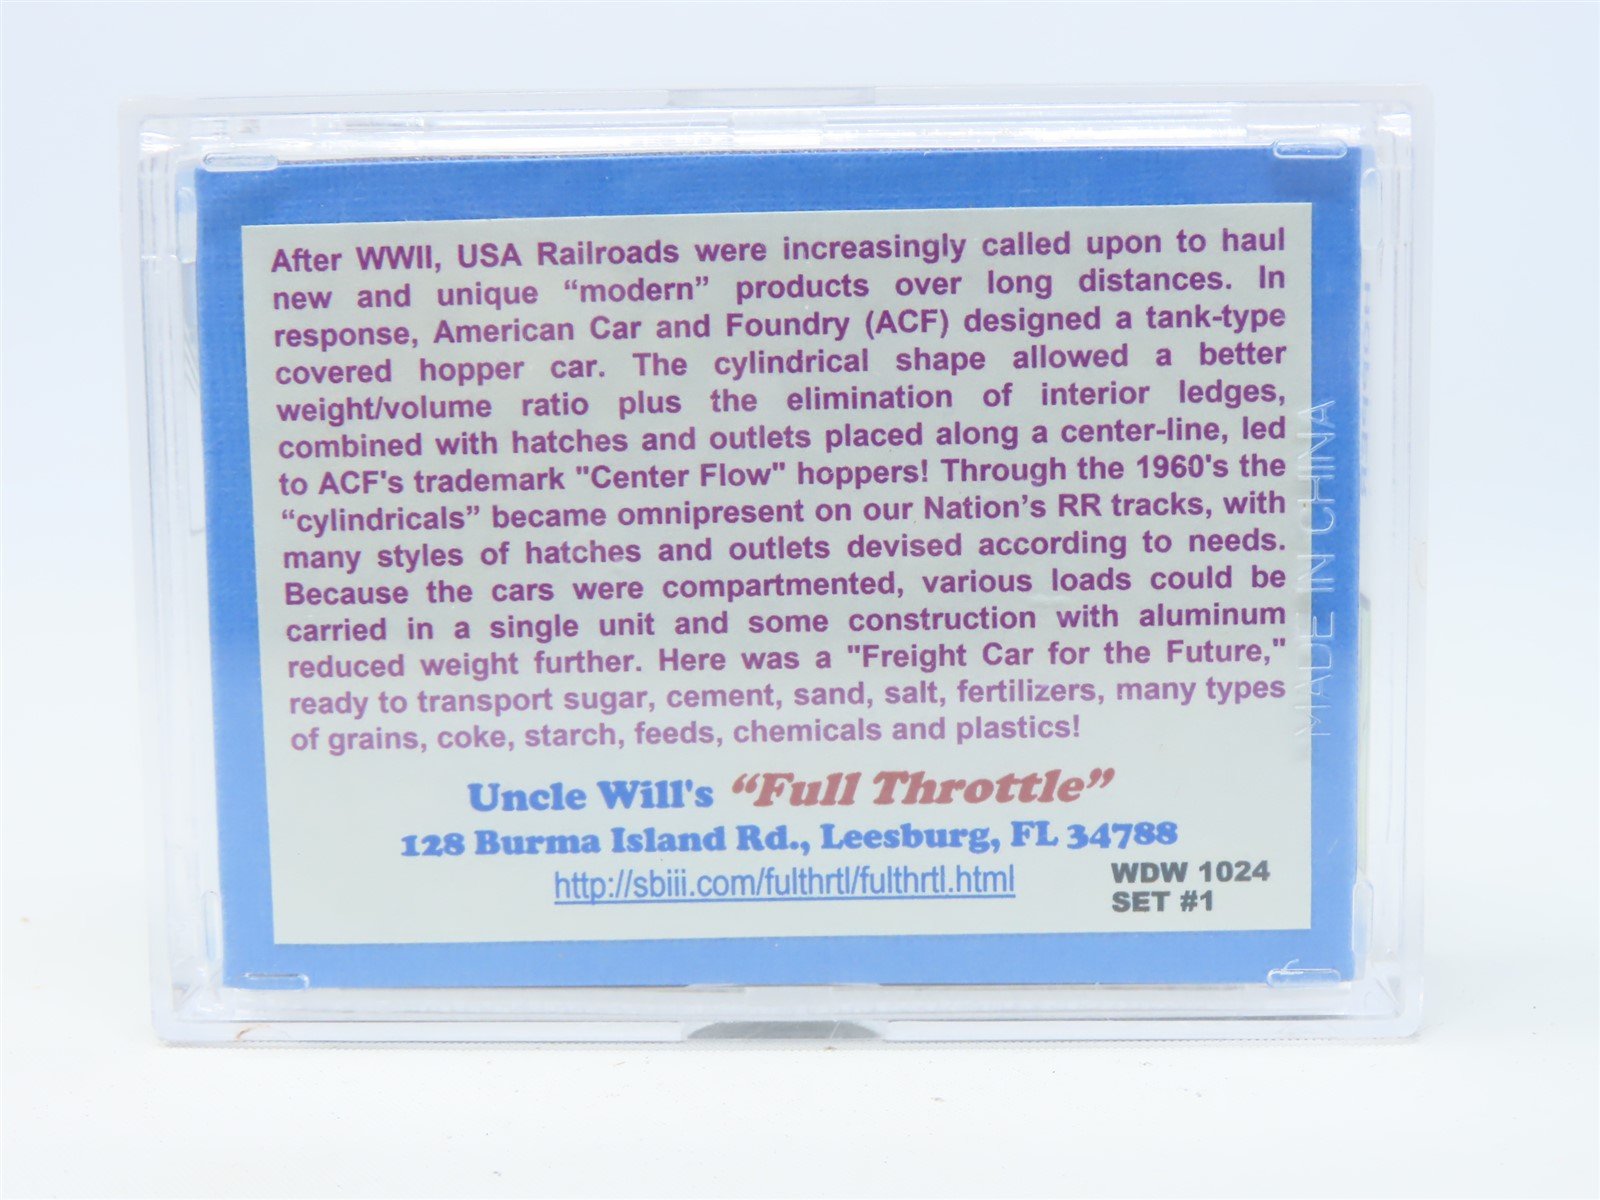 After WWII, USA Railroads were increasingly called upon to haul
new and unique “modern” products over long distances. In
response, American Car and Foundry (ACF) designed a tank-type
covered hopper car. The cylindrical shape allowed a better
weight/volume ratio plus the elimination of interior ledges,
combined with hatches and outlets placed along a center-line, led
to ACF's trademark "Center Flow" hoppers! Through the 1960's the
“cylindricals” became omnipresent on our Nation’s RR tracks, with
many styles of hatches and outlets devised according to needs.
Because the cars were compartmented, various loads could be
carried in a single unit and some construction with aluminum
reduced weight further. Here was a "Freight Car for the Future,"
ready to transport sugar, cement, sand, salt, fertilizers, many types
of grains, coke, starch, feeds, chemicals and plastics!
Uncle Will's “Full Throttle”
128 Burma Island Rd., Leesburg, FL 34788
http://sbiii.com/fulthrtl/fulthrtl.html
WDW 1024
SET #1
MADE IN CHINA